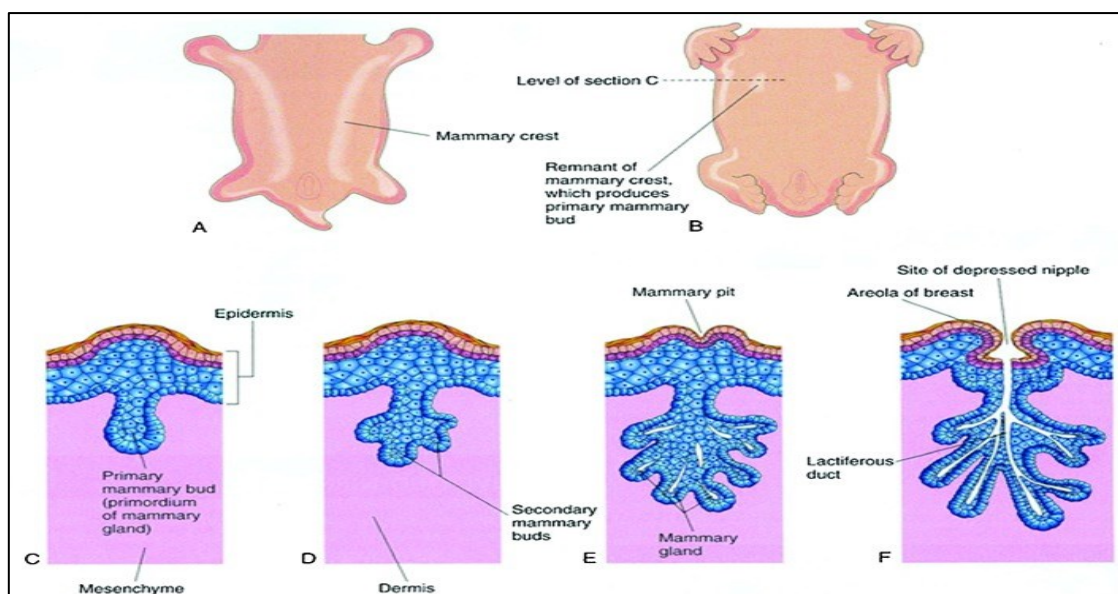 Mammary crest
A
Level of section C
Remnant of
mammary crest,
which produces
primary mammary
bud
B
Epidermis
Primary
mammary bud
(primordium
of mammary
gland)
C
Mesenchyme
Secondary
mammary
buds
D
Dermis
Mammary pit
Mammary
gland
E
Site of depressed nipple
Areola of breast
Lactiferous
duct
F